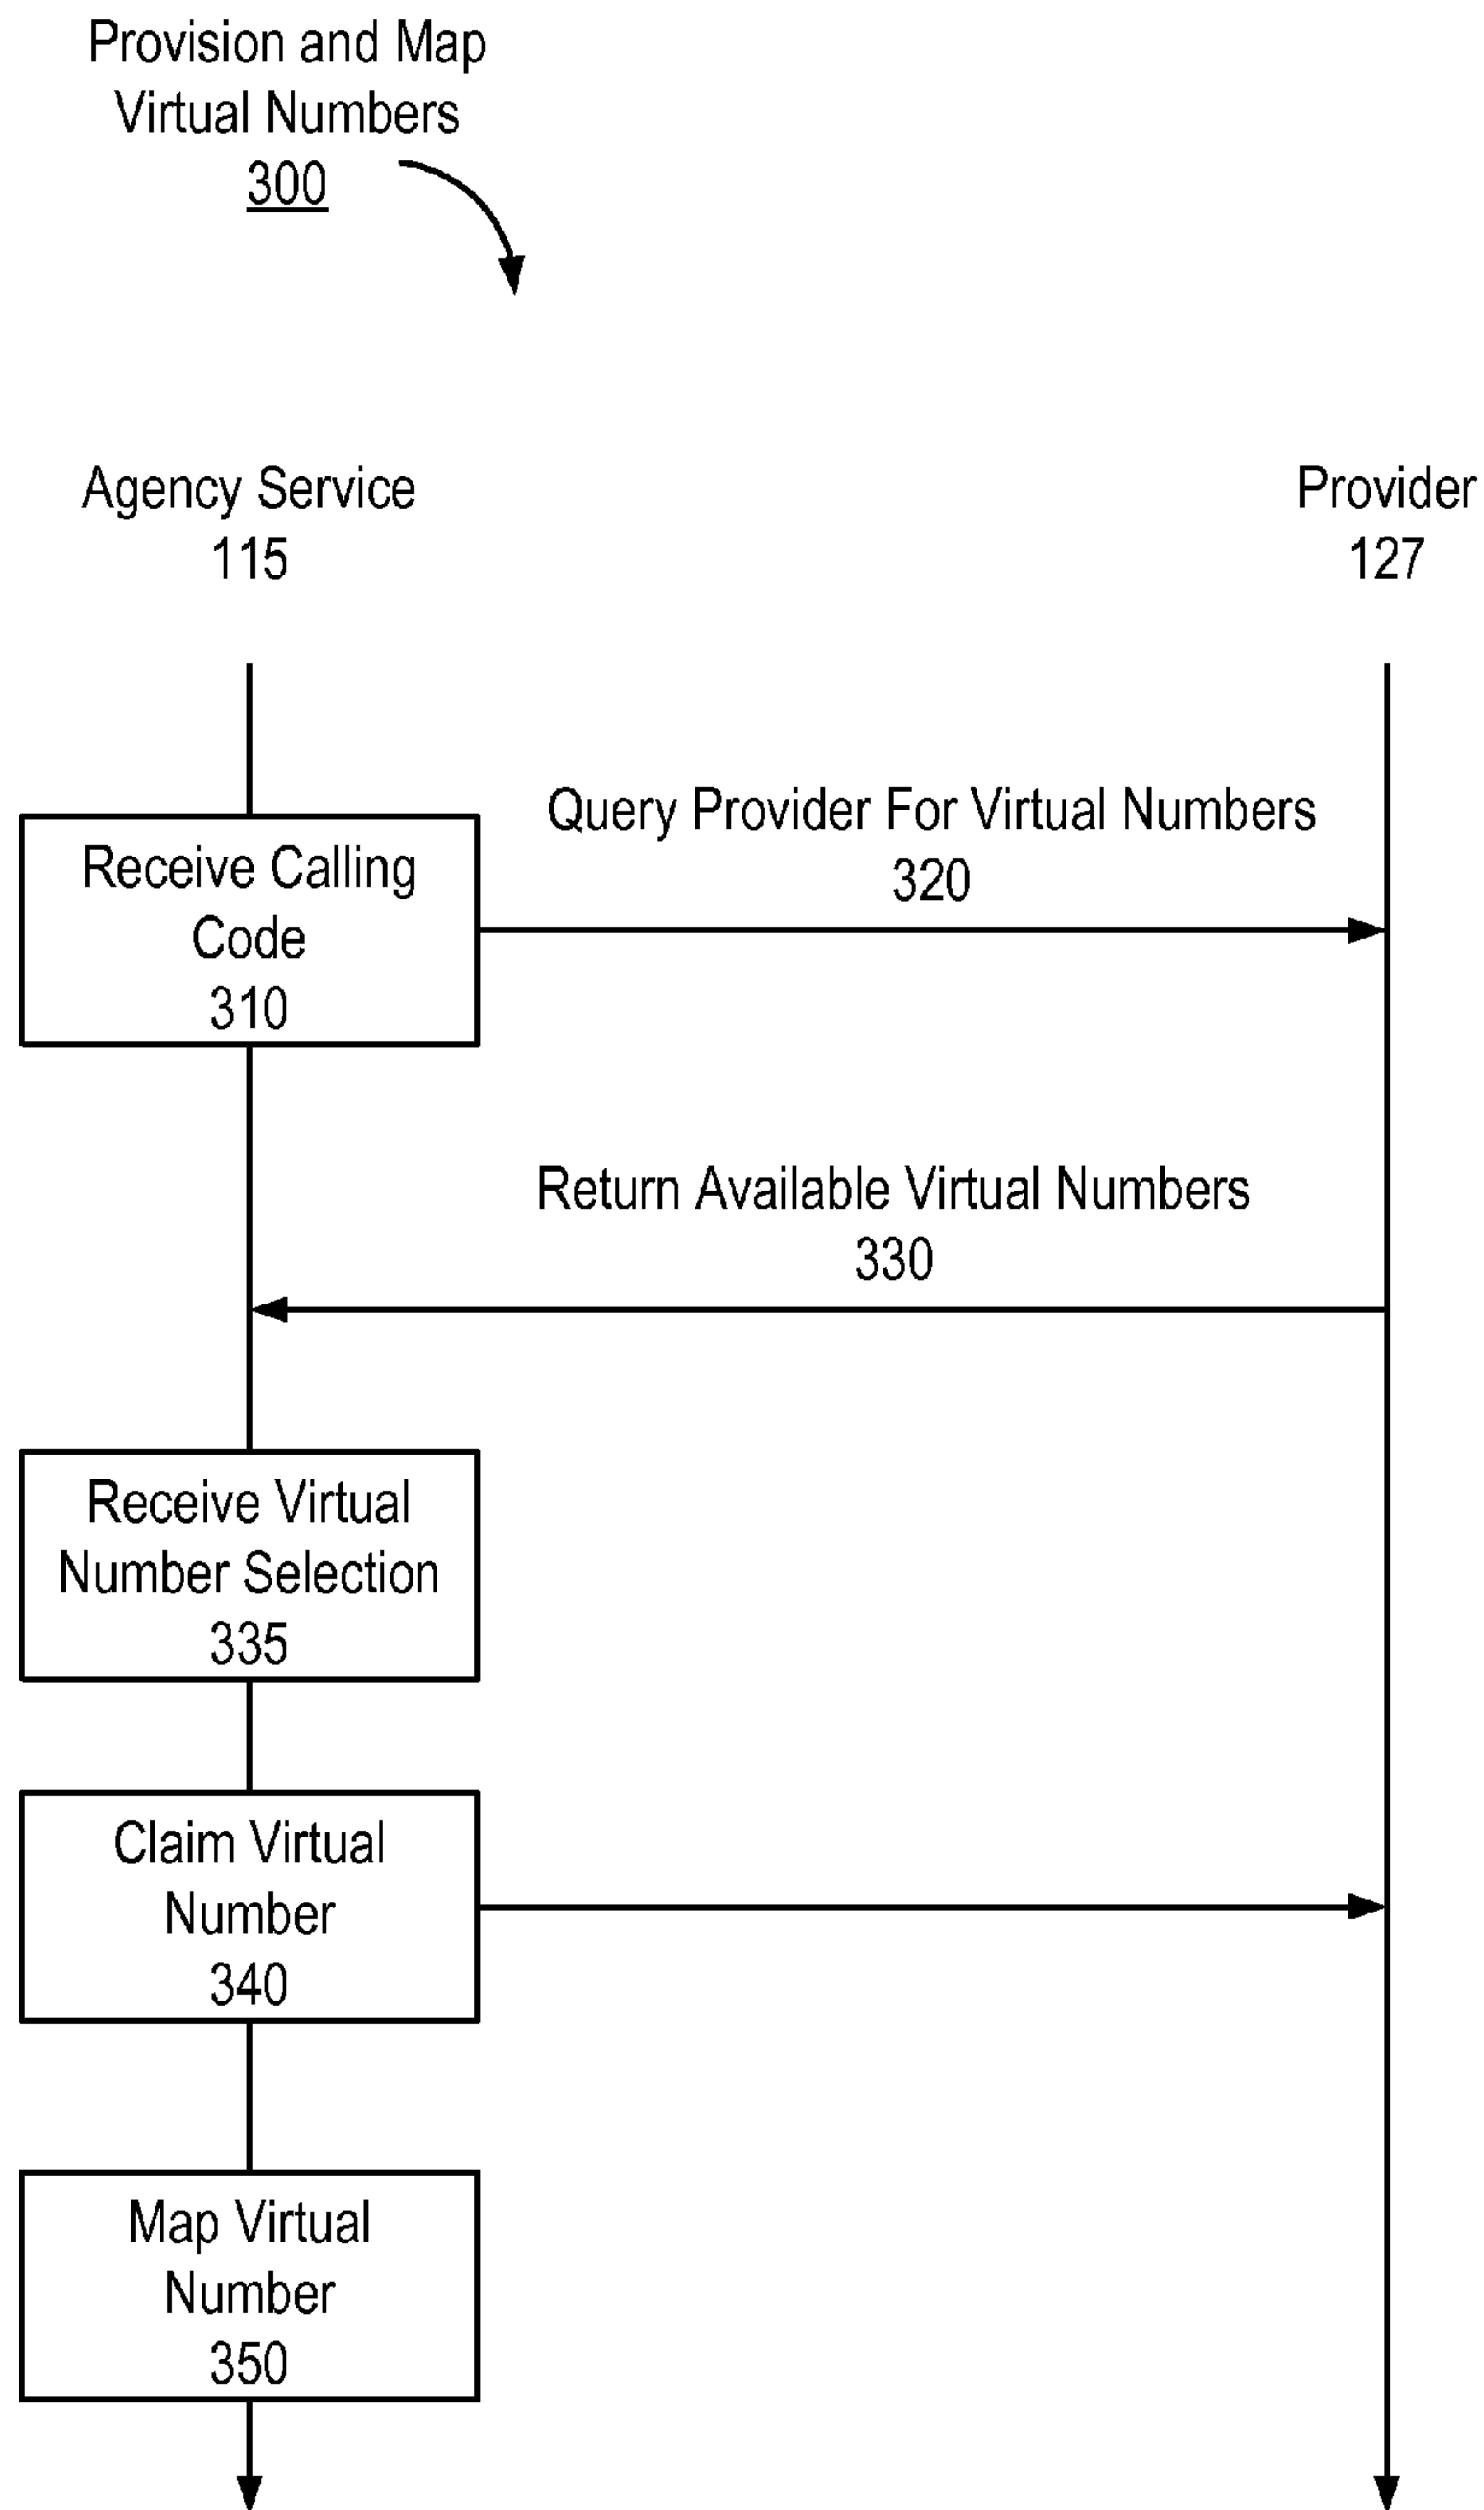 Provision and Map
Virtual Numbers
300
Agency Service
115
Provider
127
Query Provider For Virtual Numbers
320
Receive Calling
Code
310
Return Available Virtual Numbers
330
Receive Virtual
Number Selection
335
Claim Virtual
Number
340
Map Virtual
Number
350